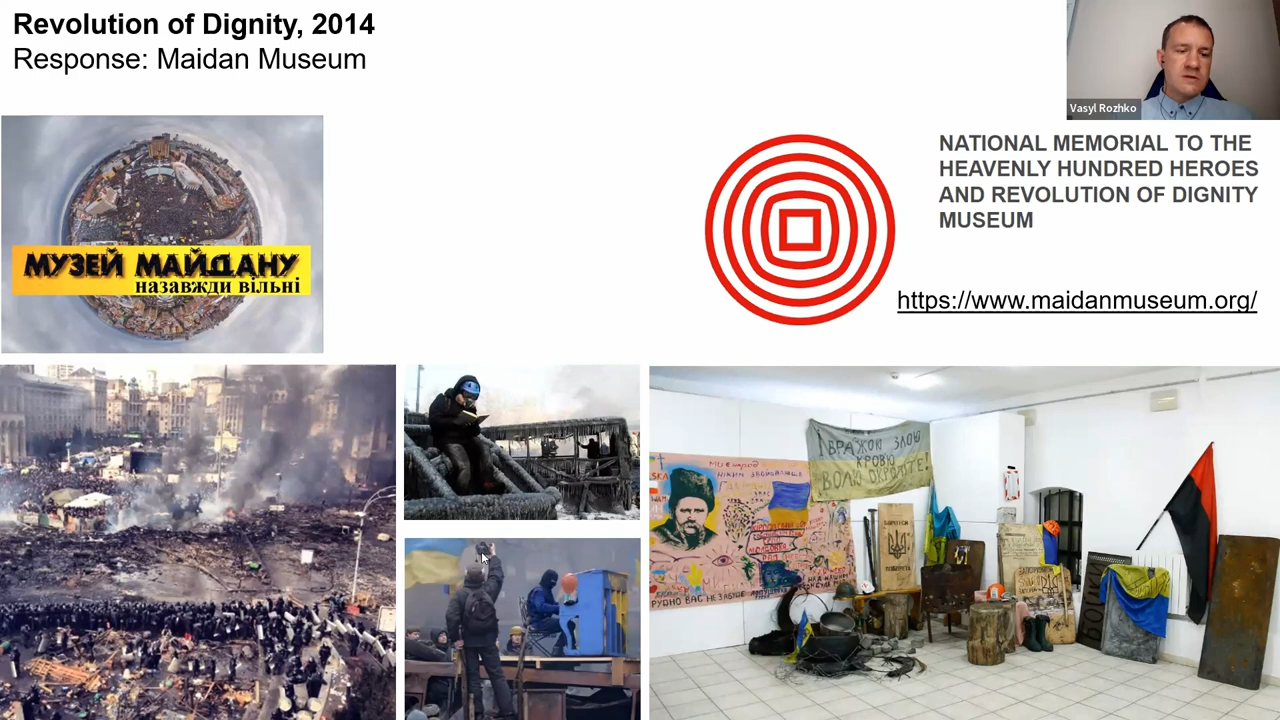 Revolution of Dignity, 2014
Response: Maidan Museum
Vasyl Rozhko
NATIONAL MEMORIAL TO THE
HEAVENLY HUNDRED HEROES
AND REVOLUTION OF DIGNITY
MUSEUM
https://www.maidanmuseum.org/
МУЗЕЙ МАЙДАНУ
назавжди вільні
І ВРАЖОЮ ЗЛОЮ
КРОВЮ
ВОЛЮ ОКРОПІТЕ!